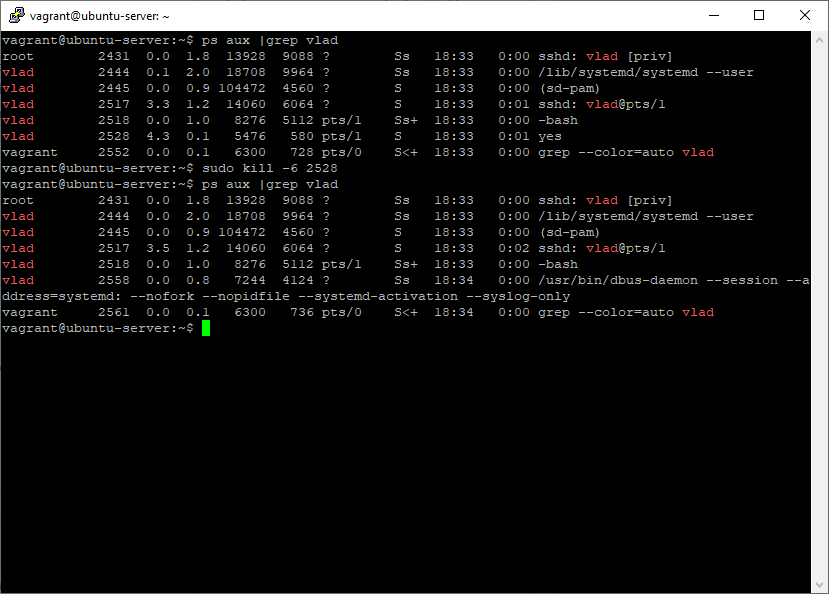 vagrant@ubuntu-server: ~
vagrant@ubuntu-server:~$ ps aux |grep vlad
root        2431  0.0  1.8  13928  9088 ?        Ss   18:33   0:00 sshd: vlad [priv]
vlad        2444  0.1  2.0  18708  9964 ?        Ss   18:33   0:00 /lib/systemd/systemd --user
vlad        2445  0.0  0.9 104472  4560 ?        S    18:33   0:00 (sd-pam)
vlad        2517  3.3  1.2  14060  6064 ?        S    18:33   0:01 sshd: vlad@pts/1
vlad        2518  0.0  1.0   8276  5112 pts/1    Ss+  18:33   0:00 -bash
vlad        2528  4.3  0.1   5476   580 pts/1    S    18:33   0:01 yes
vagrant     2552  0.0  0.1   6300   728 pts/0    S<+  18:33   0:00 grep --color=auto vlad
vagrant@ubuntu-server:~$ sudo kill -6 2528
vagrant@ubuntu-server:~$ ps aux |grep vlad
root        2431  0.0  1.8  13928  9088 ?        Ss   18:33   0:00 sshd: vlad [priv]
vlad        2444  0.0  2.0  18708  9964 ?        Ss   18:33   0:00 /lib/systemd/systemd --user
vlad        2445  0.0  0.9 104472  4560 ?        S    18:33   0:00 (sd-pam)
vlad        2517  3.5  1.2  14060  6064 ?        S    18:33   0:02 sshd: vlad@pts/1
vlad        2518  0.0  1.0   8276  5112 pts/1    Ss+  18:33   0:00 -bash
vlad        2558  0.0  0.8   7244  4124 ?        Ss   18:34   0:00 /usr/bin/dbus-daemon --session --a
ddress=systemd: --nofork --nopidfile --systemd-activation --syslog-only
vagrant     2561  0.0  0.1   6300   736 pts/0    S<+  18:34   0:00 grep --color=auto vlad
vagrant@ubuntu-server:~$